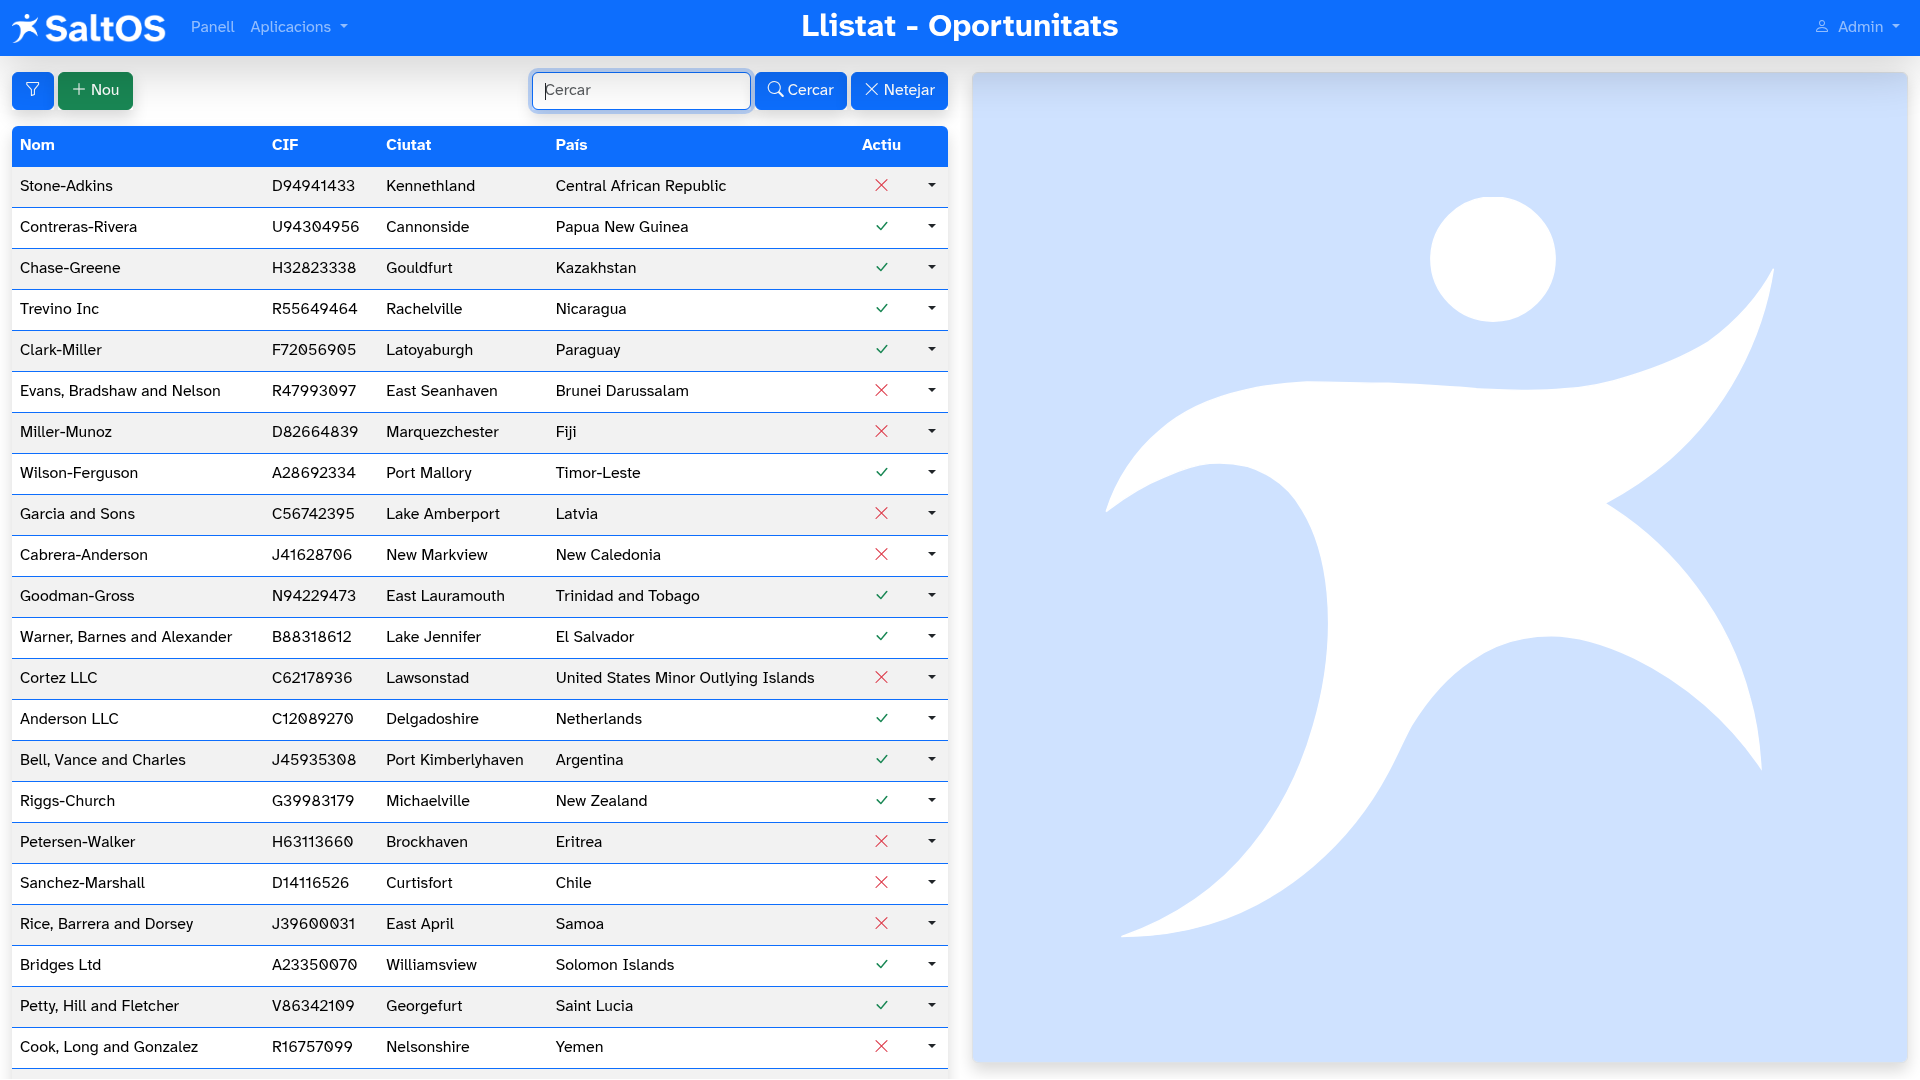 SaltOS Panell Aplicacions Llistat - Oportunitats Admin
Nou Cercar Cercar Netejar
Nom CIF Ciutat País Actiu
Stone-Adkins D94941433 Kennethland Central African Republic
Contreras-Rivera U94304956 Cannonside Papua New Guinea
Chase-Greene H32823338 Gouldfurt Kazakhstan
Trevino Inc R55649464 Rachelville Nicaragua
Clark-Miller F72056905 Latoyaburgh Paraguay
Evans, Bradshaw and Nelson R47993097 East Seanhaven Brunei Darussalam
Miller-Munoz D82664839 Marquezchester Fiji
Wilson-Ferguson A28692334 Port Mallory Timor-Leste
Garcia and Sons C56742395 Lake Amberport Latvia
Cabrera-Anderson J41628706 New Markview New Caledonia
Goodman-Gross N94229473 East Lauramouth Trinidad and Tobago
Warner, Barnes and Alexander B88318612 Lake Jennifer El Salvador
Cortez LLC C62178936 Lawsonstad United States Minor Outlying Islands
Anderson LLC C12089270 Delgadoshire Netherlands
Bell, Vance and Charles J45935308 Port Kimberlyhaven Argentina
Riggs-Church G39983179 Michaelville New Zealand
Petersen-Walker H63113660 Brockhaven Eritrea
Sanchez-Marshall D14116526 Curtisfort Chile
Rice, Barrera and Dorsey J39600031 East April Samoa
Bridges Ltd A23350070 Williamsview Solomon Islands
Petty, Hill and Fletcher V86342109 Georgefurt Saint Lucia
Cook, Long and Gonzalez R16757099 Nelsonshire Yemen